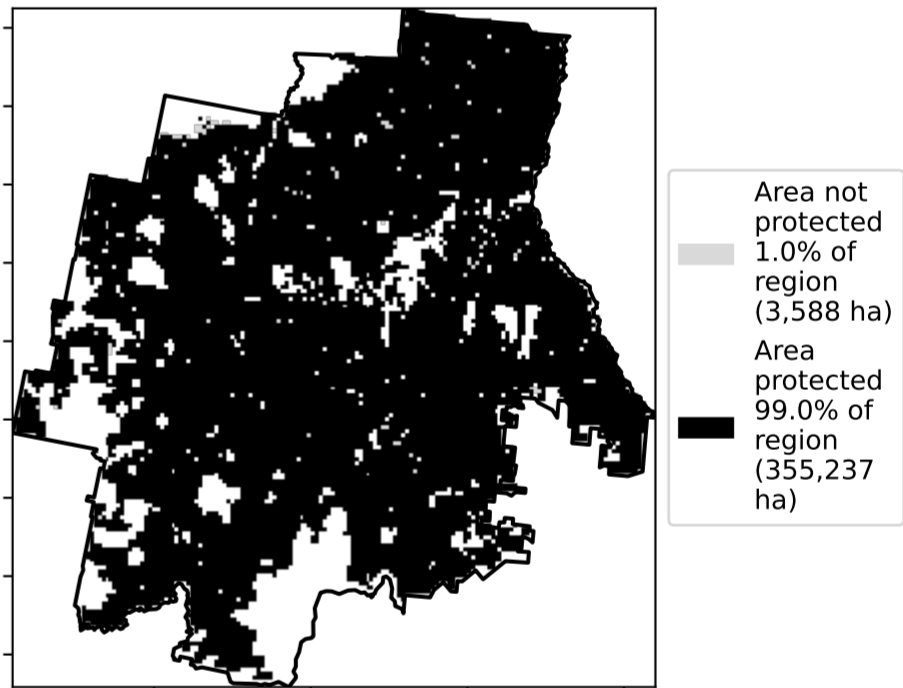 Area not
protected
1.0% of
region
(3,588 ha)
Area
protected
99.0% of
region
(355,237
ha)